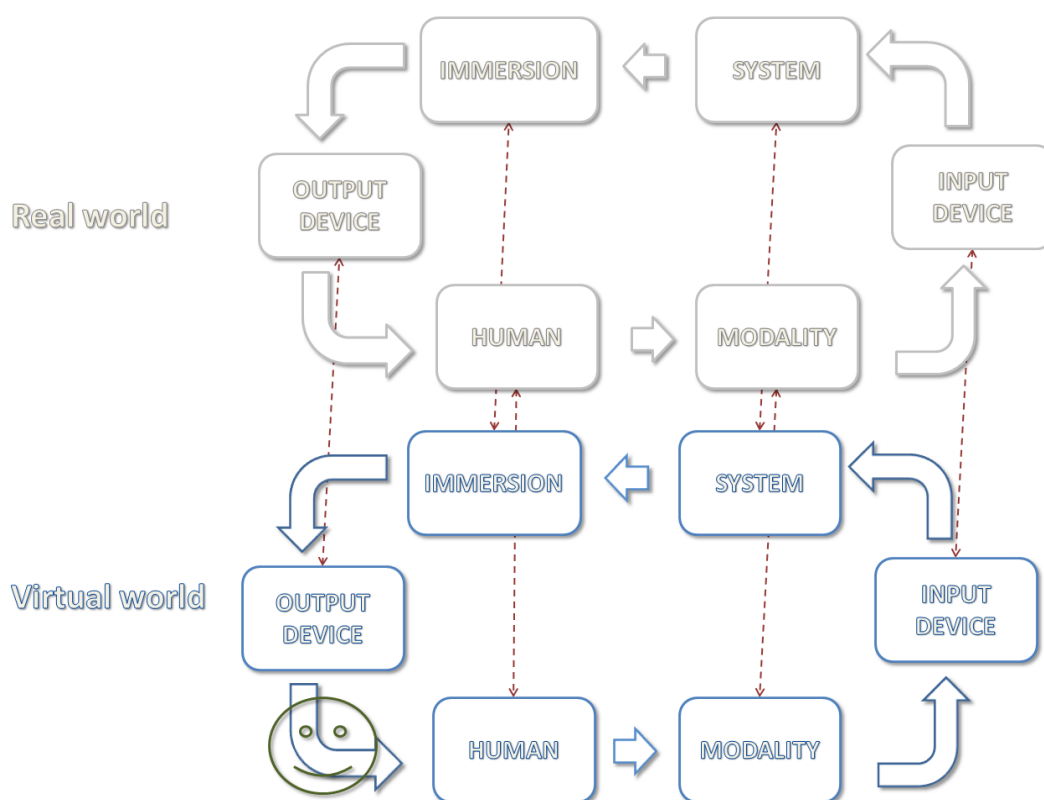 IMMERSION
SYSTEM
OUTPUT
DEVICE
INPUT
DEVICE
Real world
HUMAN
MODALITY
IMMERSION
SYSTEM
Virtual world
OUTPUT
DEVICE
INPUT
DEVICE
HUMAN
MODALITY